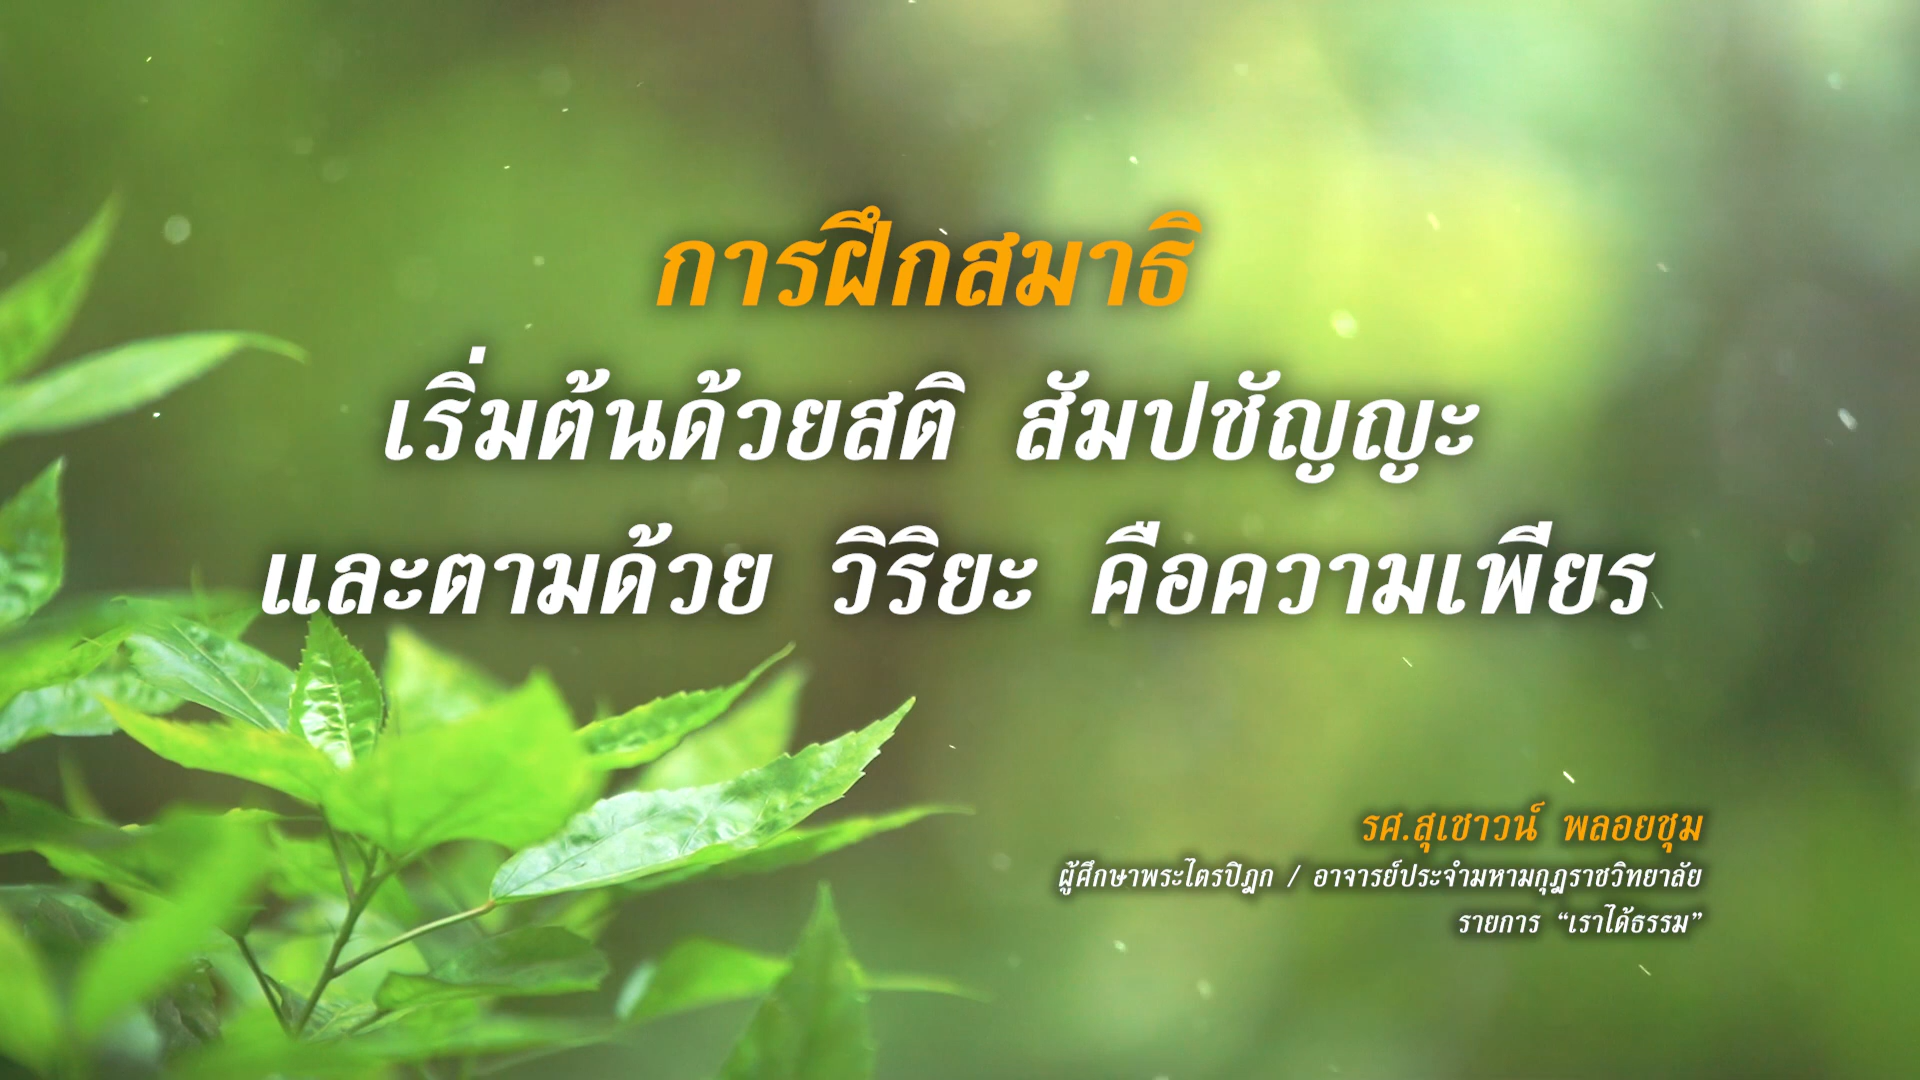 การฝึกสมาธิ
เริ่มต้นด้วยสติ สัมปชัญญะ
และตามด้วย วิริยะ คือความเพียร
รศ.สุเชาวน์ พลอยชุม
ผู้ศึกษาพระไตรปิฎก / อาจารย์ประจำมหามกุฎราชวิทยาลัย
รายการ “เราได้ธรรม”